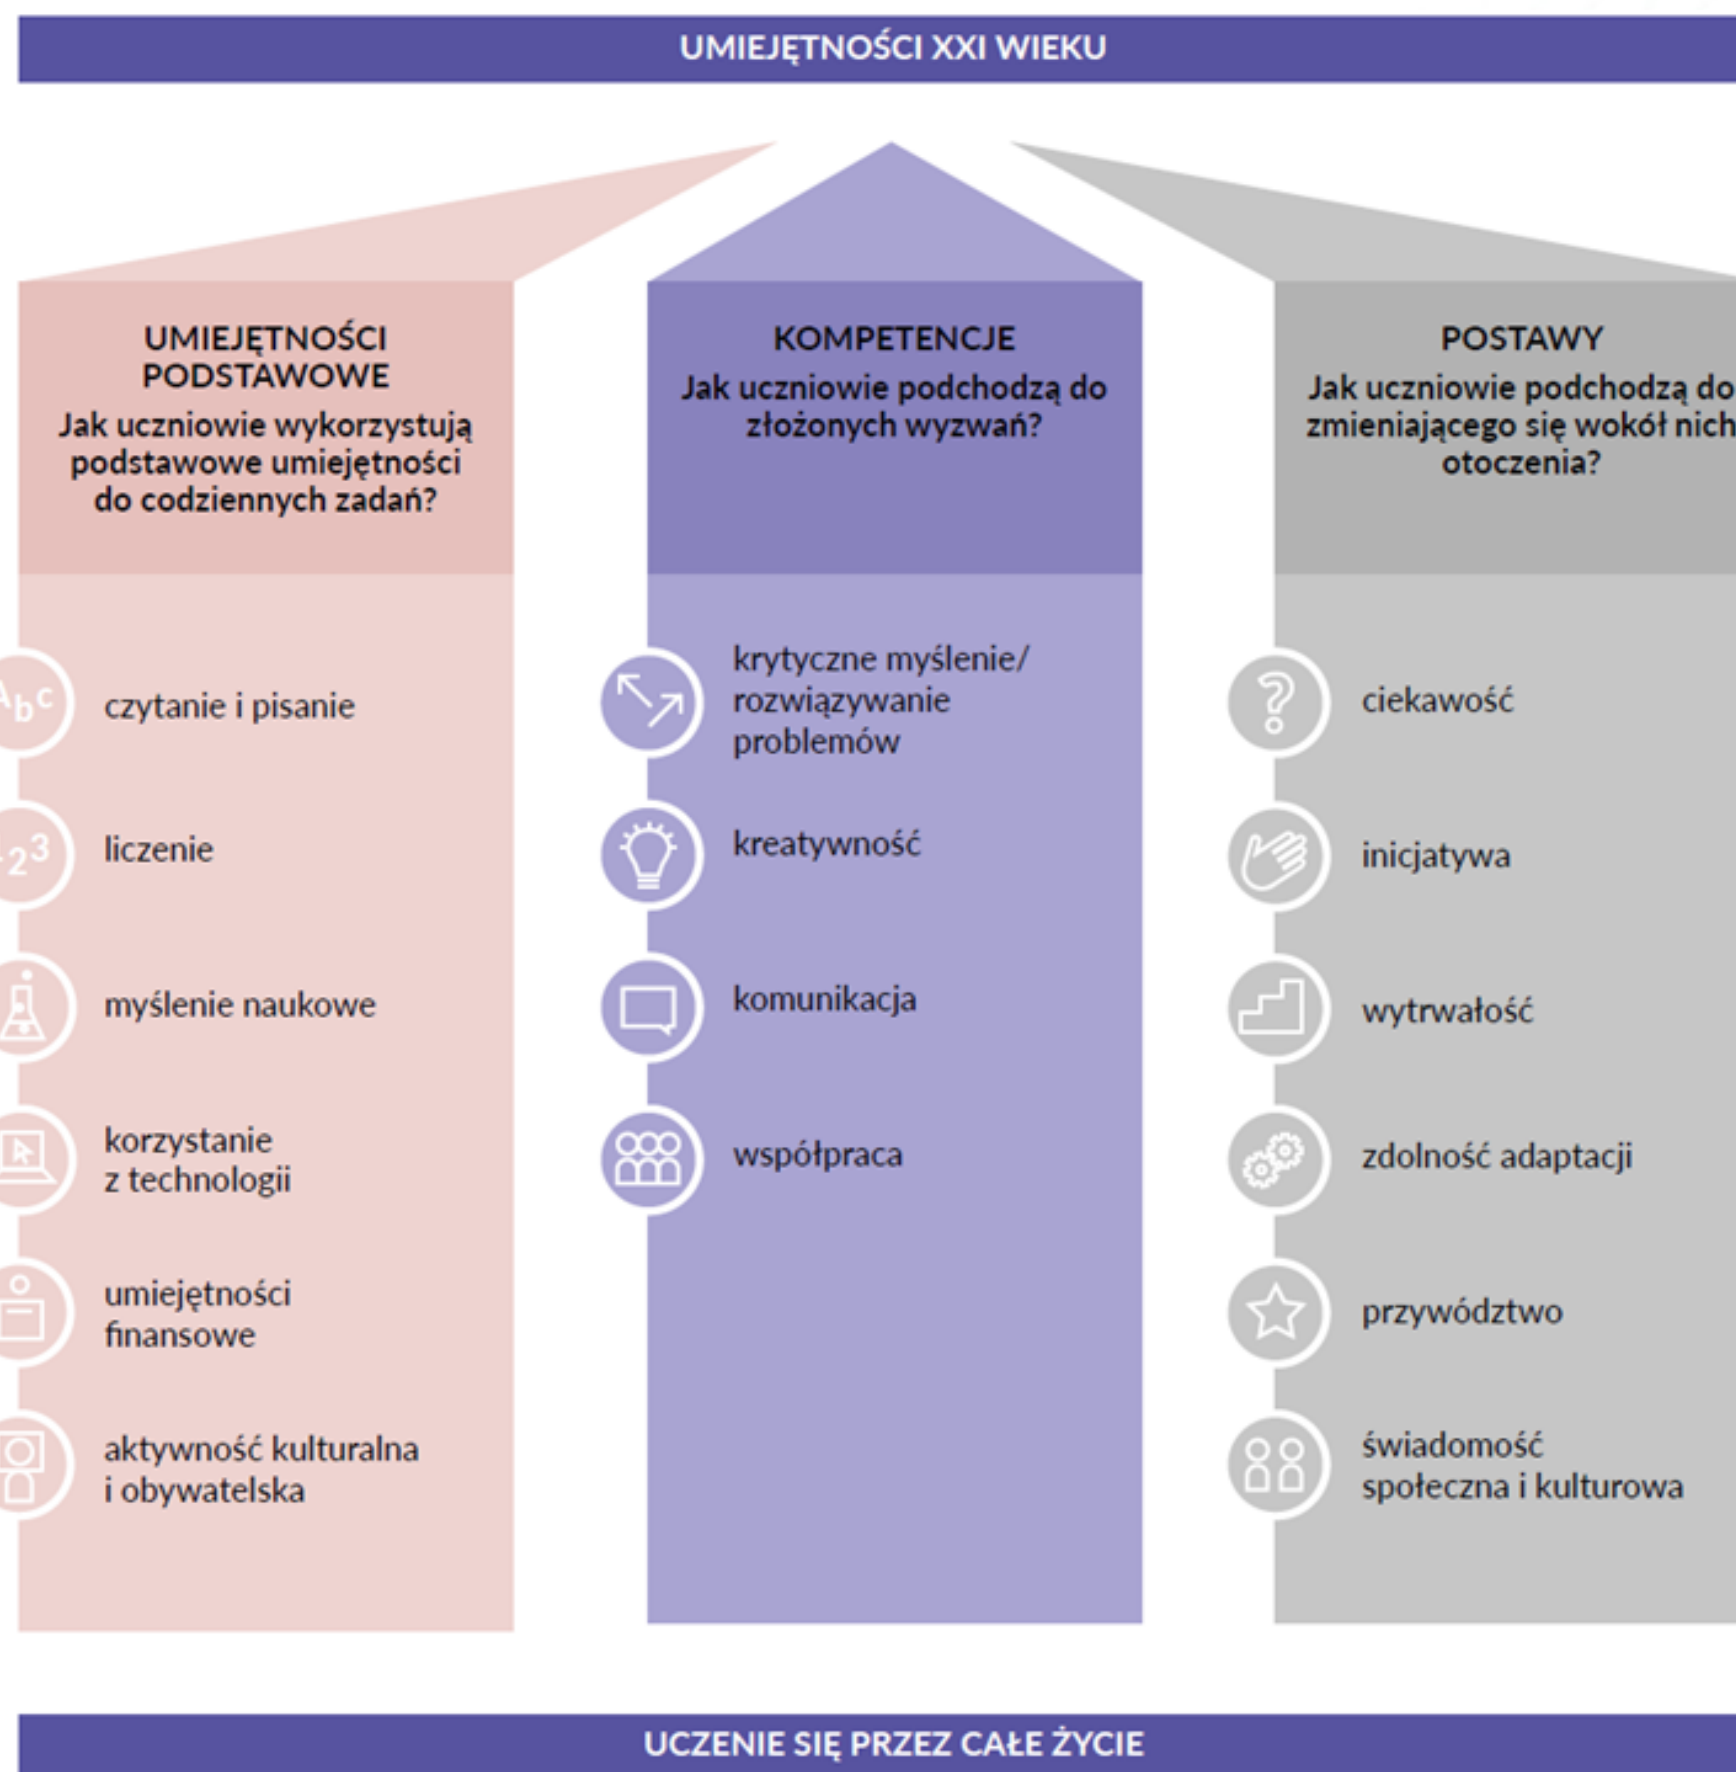 UMIEJĘTNOŚCI XXI WIEKU
UMIEJĘTNOŚCI
PODSTAWOWE
Jak uczniowie wykorzystują
podstawowe umiejętności
do codziennych zadań?
Abc
czytanie i pisanie
23
liczenie
myślenie naukowe
korzystanie
z technologii
umiejętności
finansowe
aktywność kulturalna
i obywatelska
KOMPETENCJE
Jak uczniowie podchodzą do
złożonych wyzwań?
krytyczne myślenie/
rozwiązywanie
problemów
kreatywność
komunikacja
współpraca
POSTAWY
Jak uczniowie podchodzą do
zmieniającego się wokół nich
otoczenia?
?
ciekawość
inicjatywa
wytrwałość
zdolność adaptacji
przywództwo
świadomość
społeczna i kulturowa
UCZENIE SIĘ PRZEZ CAŁE ŻYCIE